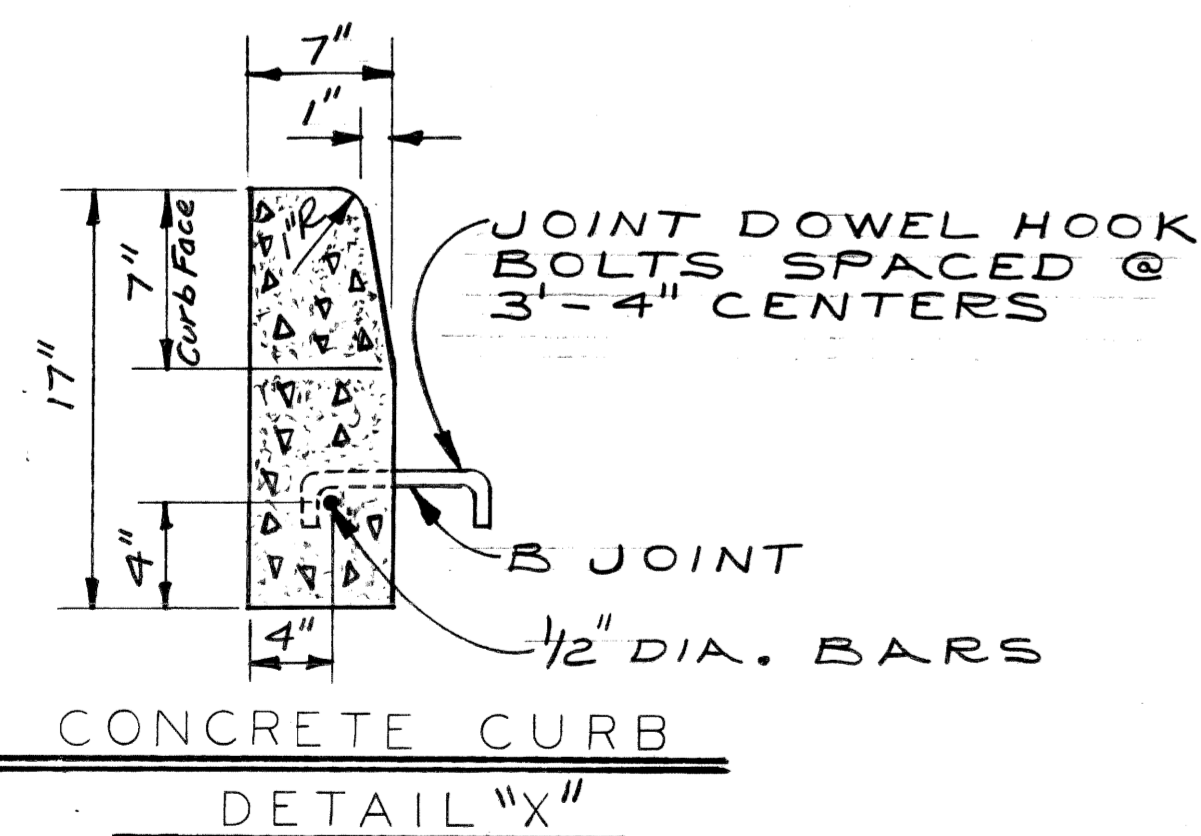 7"
1"
1"R
7"
Curb Face
17"
4"
4"
JOINT DOWEL HOOK
BOLTS SPACED @
3'-4" CENTERS
B JOINT
1/2" DIA. BARS
CONCRETE CURB
DETAIL "X"